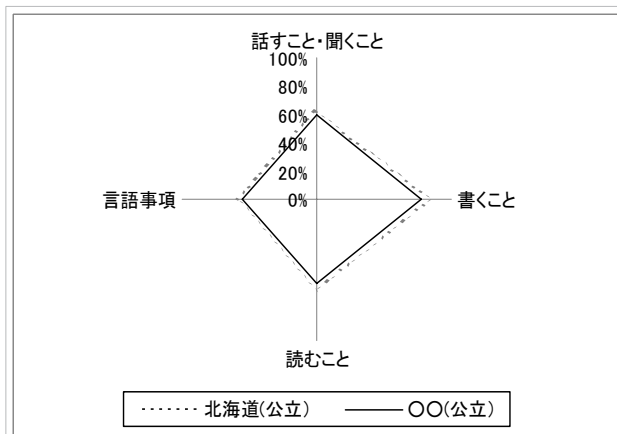 話すこと・聞くこと
100%
80%
60%
40%
20%
0%
言語事項
書くこと
読むこと
北海道(公立)
〇〇(公立)